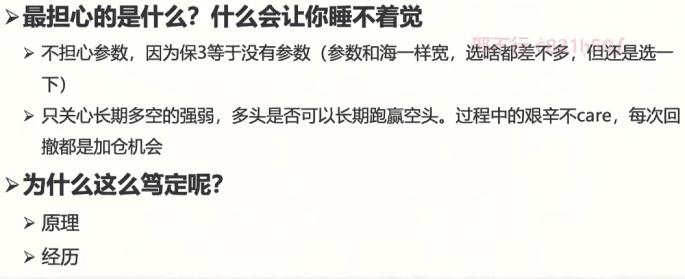 ➢最担心的是什么？什么会让你睡不着觉
➢ 不担心参数，因为保3等于没有参数（参数和海一样宽，选啥都差不多，但还是选一
下）
➢ 只关心长期多空的强弱，多头是否可以长期跑赢空头。过程中的艰辛不care，每次回
撤都是加仓机会
➢为什么这么笃定呢？
➢ 原理
➢ 经历